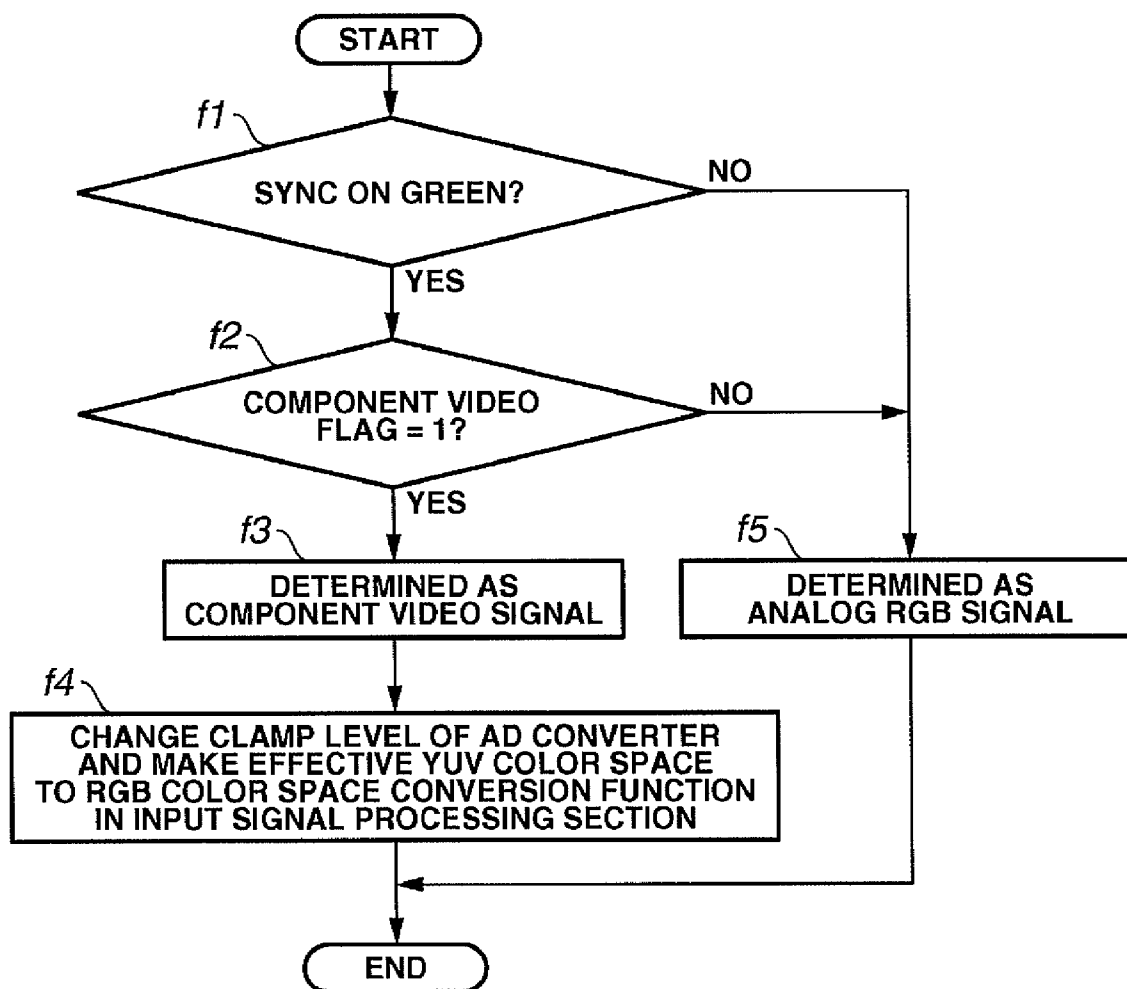 START
f1
SYNC ON GREEN?
NO
YES
f2
COMPONENT VIDEO
FLAG = 1?
NO
YES
f3
DETERMINED AS
COMPONENT VIDEO SIGNAL
f5
DETERMINED AS
ANALOG RGB SIGNAL
f4
CHANGE CLAMP LEVEL OF AD CONVERTER
AND MAKE EFFECTIVE YUV COLOR SPACE
TO RGB COLOR SPACE CONVERSION FUNCTION
IN INPUT SIGNAL PROCESSING SECTION
END